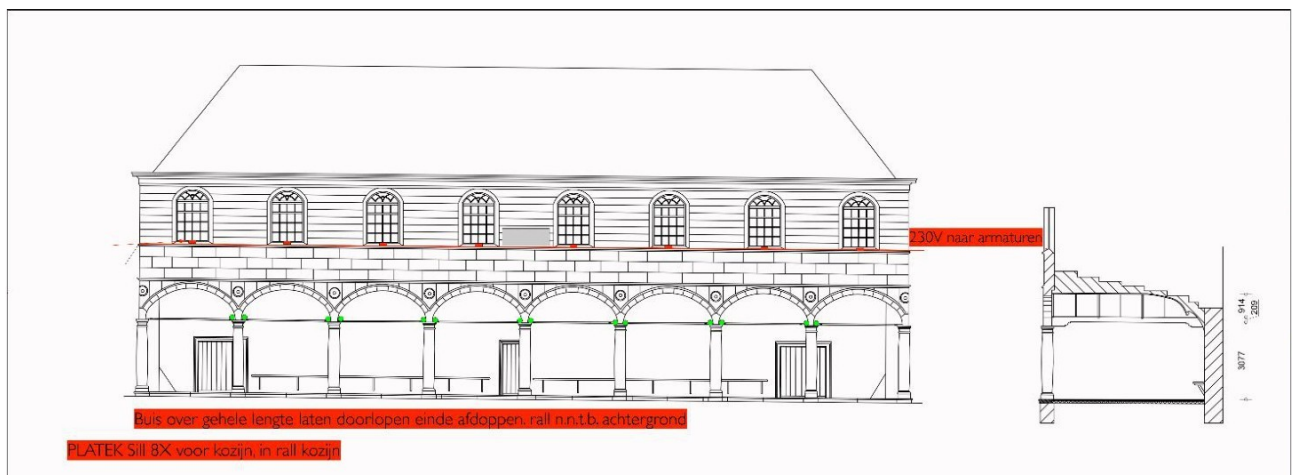 230V naar armaturen
914
209
3077
Buis over gehele lengte laten doorlopen einde afdoppen. rall n.n.t.b. achtergrond
PLATEK Sill 8X voor kozijn, in rall kozijn